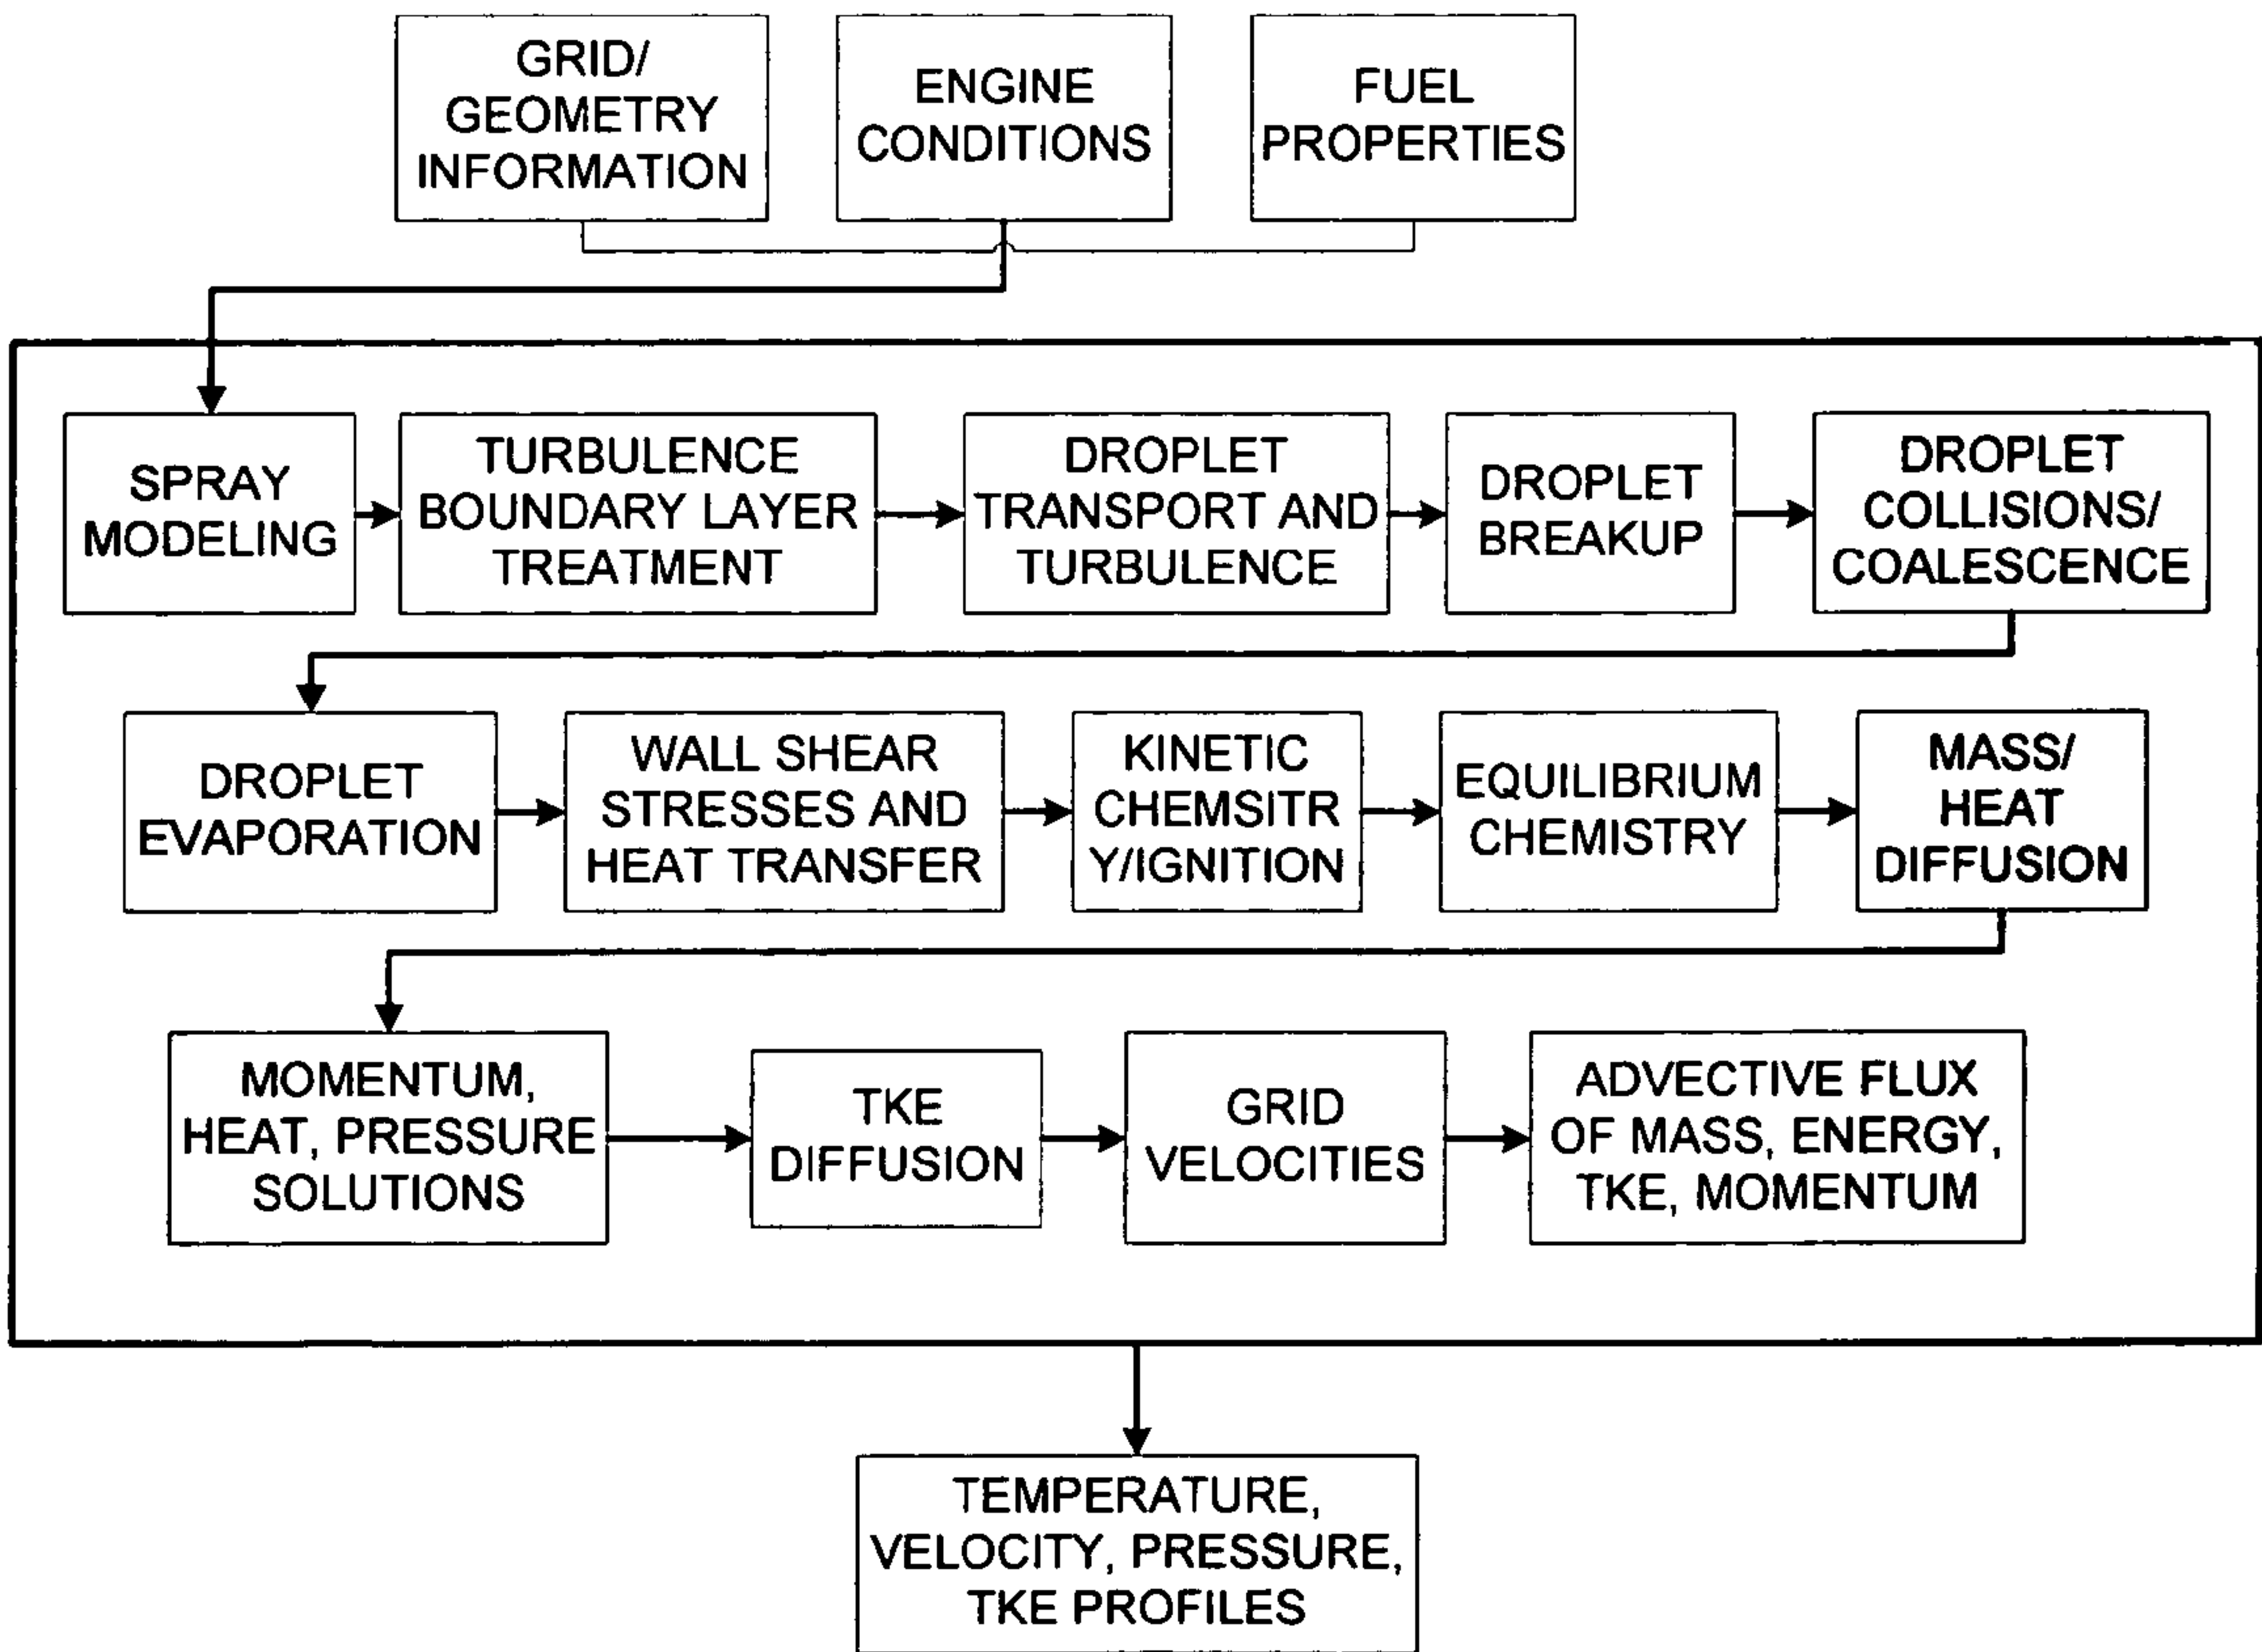 GRID/
GEOMETRY
INFORMATION
ENGINE
CONDITIONS
FUEL
PROPERTIES
SPRAY
MODELING
TURBULENCE
BOUNDARY LAYER
TREATMENT
DROPLET
TRANSPORT AND
TURBULENCE
DROPLET
BREAKUP
DROPLET
COLLISIONS/
COALESCENCE
DROPLET
EVAPORATION
WALL SHEAR
STRESSES AND
HEAT TRANSFER
KINETIC
CHEMSITR
Y/IGNITION
EQUILIBRIUM
CHEMISTRY
MASS/
HEAT
DIFFUSION
MOMENTUM,
HEAT, PRESSURE
SOLUTIONS
TKE
DIFFUSION
GRID
VELOCITIES
ADVECTIVE FLUX
OF MASS, ENERGY,
TKE, MOMENTUM
TEMPERATURE,
VELOCITY, PRESSURE,
TKE PROFILES